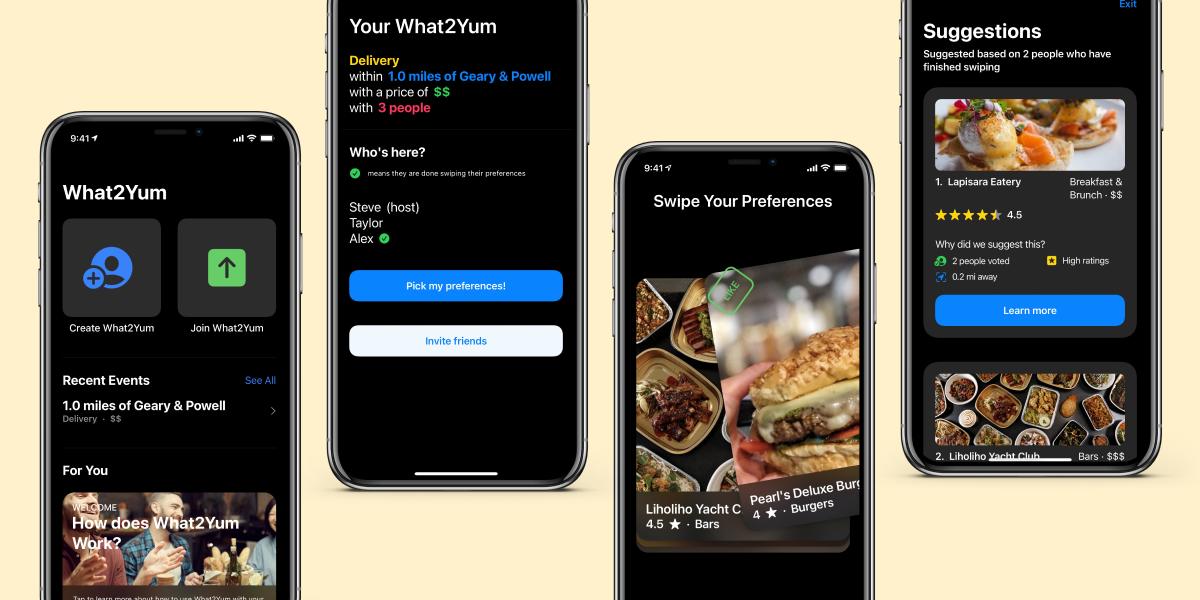 9:41
What2Yum
Create What2Yum
Join What2Yum
Recent Events
See All
1.0 miles of Geary & Powell
Delivery · $$
For You
WELCOME
How does What2Yum
Work?
Tap to learn more about how to use What2Yum with your
Your What2Yum
Delivery
within 1.0 miles of Geary & Powell
with a price of $$
with 3 people
Who's here?
means they are done swiping their preferences
Steve (host)
Taylor
Alex
Pick my preferences!
Invite friends
9:41
Swipe Your Preferences
LIKE
Liholiho Yacht C
4.5 ★ · Bars
Pearl's Deluxe Burg
4 ★ · Burgers
Exit
Suggestions
Suggested based on 2 people who have
finished swiping
1. Lapisara Eatery
Breakfast &
Brunch · $$
4.5
Why did we suggest this?
2 people voted
High ratings
0.2 mi away
Learn more
2. Liholiho Yacht Club
Bars · $$$